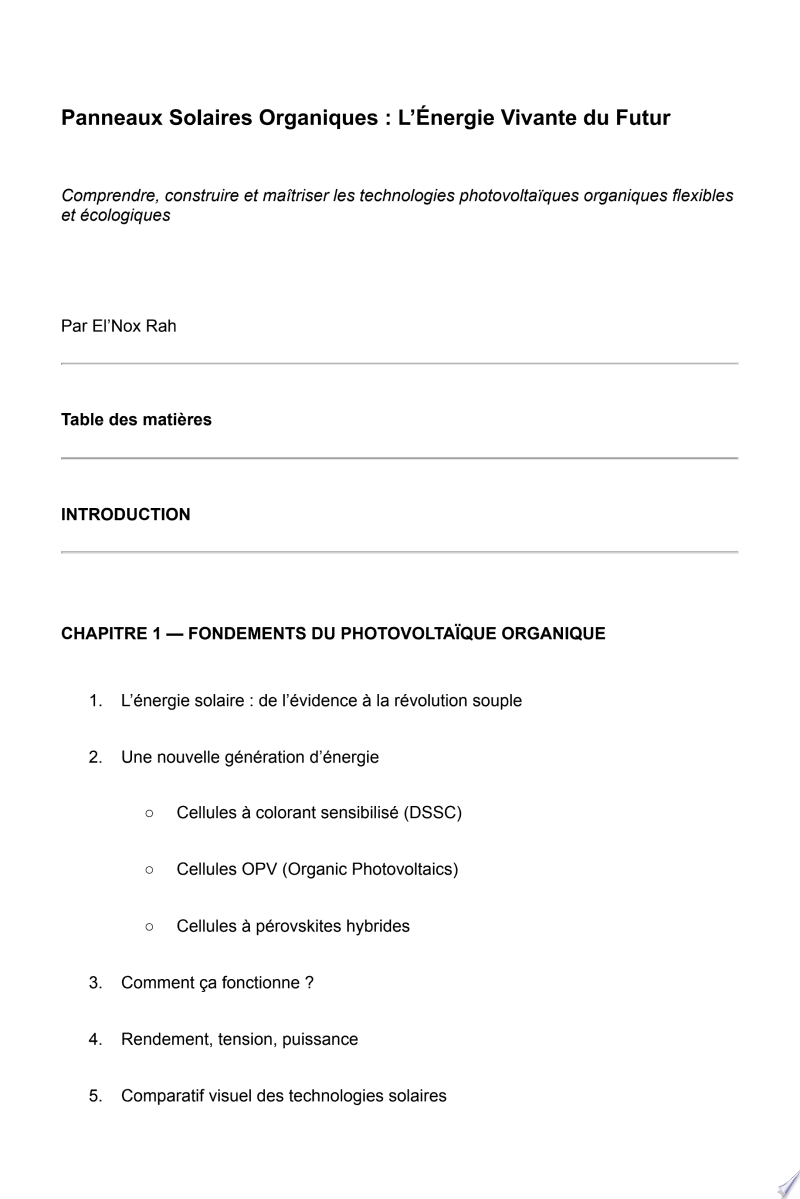 Panneaux Solaires Organiques : L’Énergie Vivante du Futur
Comprendre, construire et maîtriser les technologies photovoltaïques organiques flexibles
et écologiques
Par El’Nox Rah
Table des matières
INTRODUCTION
CHAPITRE 1 — FONDEMENTS DU PHOTOVOLTAÏQUE ORGANIQUE
1. L’énergie solaire : de l’évidence à la révolution souple
2. Une nouvelle génération d’énergie
○ Cellules à colorant sensibilisé (DSSC)
○ Cellules OPV (Organic Photovoltaics)
○ Cellules à pérovskites hybrides
3. Comment ça fonctionne ?
4. Rendement, tension, puissance
5. Comparatif visuel des technologies solaires